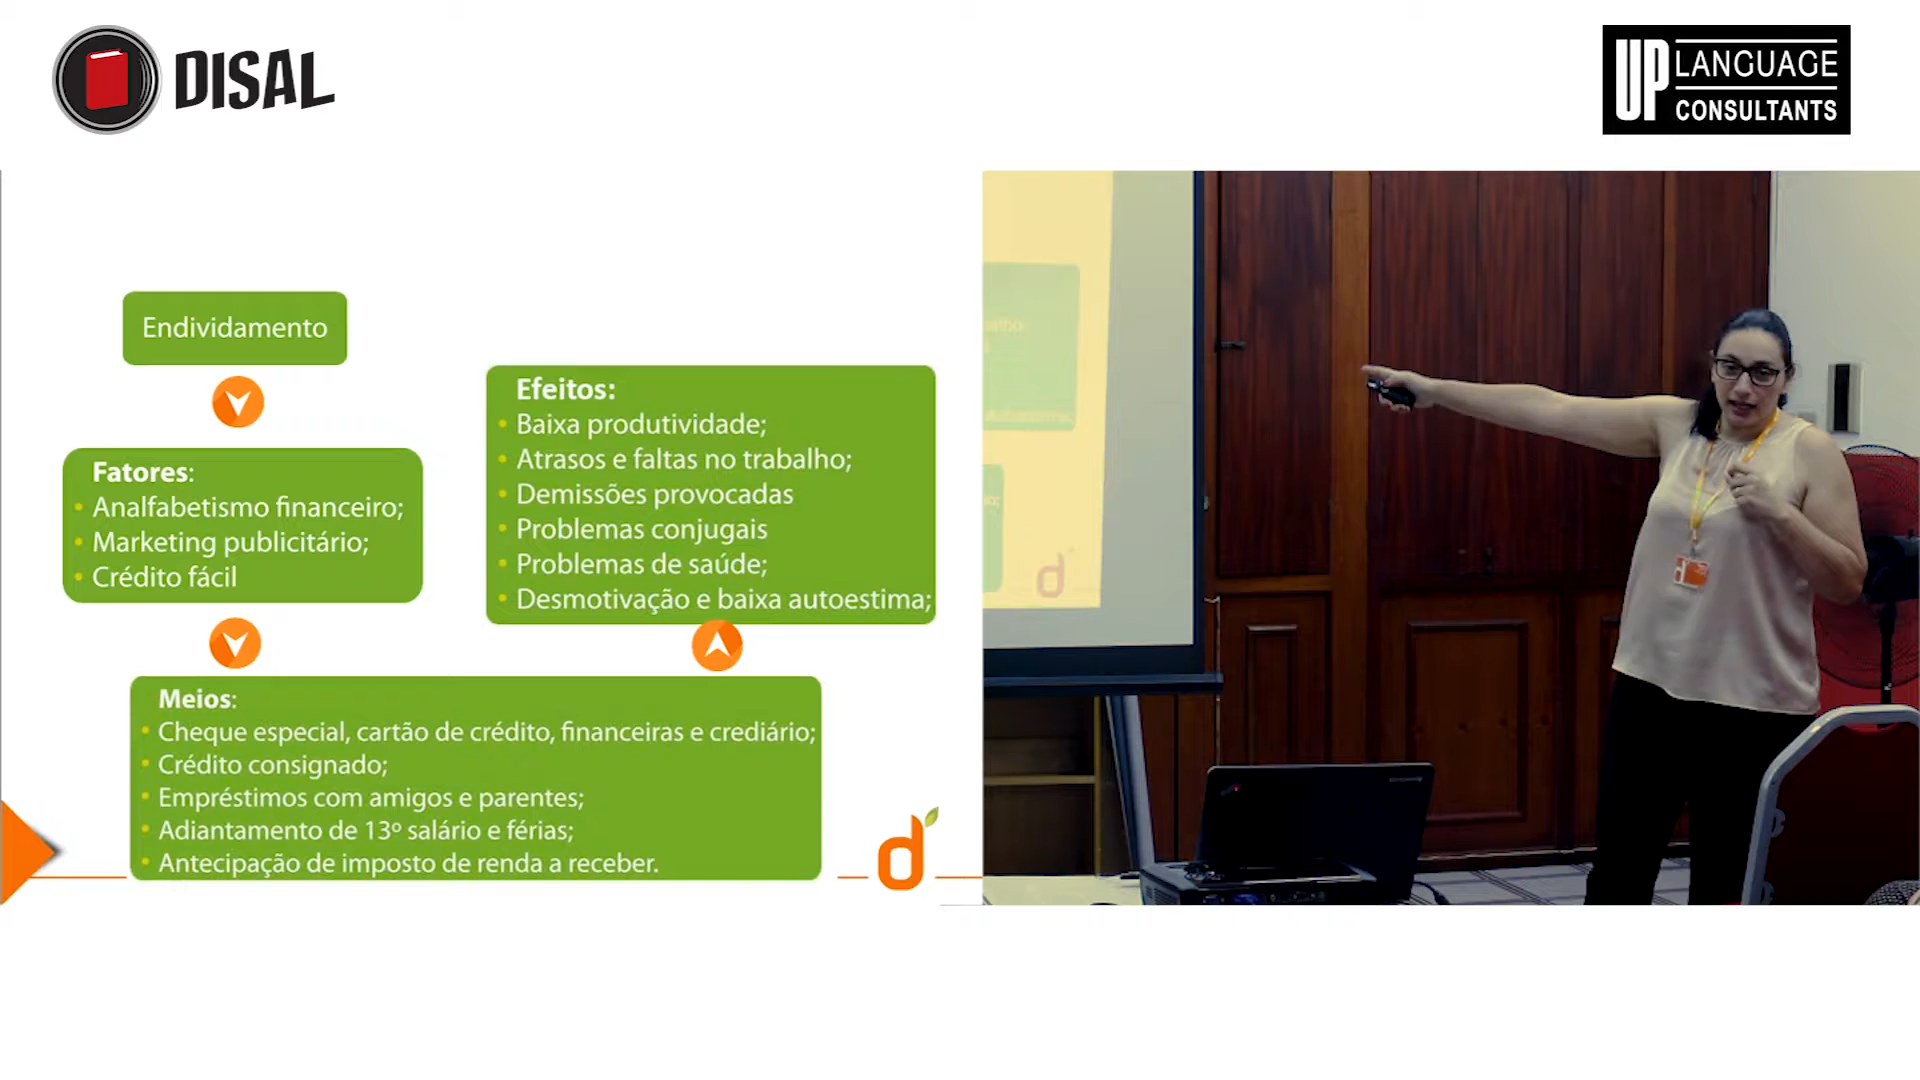 DISAL
UP LANGUAGE
CONSULTANTS
Endividamento
Fatores:
• Analfabetismo financeiro;
• Marketing publicitário;
• Crédito fácil
Efeitos:
• Baixa produtividade;
• Atrasos e faltas no trabalho;
• Demissões provocadas
• Problemas conjugais
• Problemas de saúde;
• Desmotivação e baixa autoestima;
Meios:
• Cheque especial, cartão de crédito, financeiras e crediário;
• Crédito consignado;
• Empréstimos com amigos e parentes;
• Adiantamento de 13º salário e férias;
• Antecipação de imposto de renda a receber.
d
d